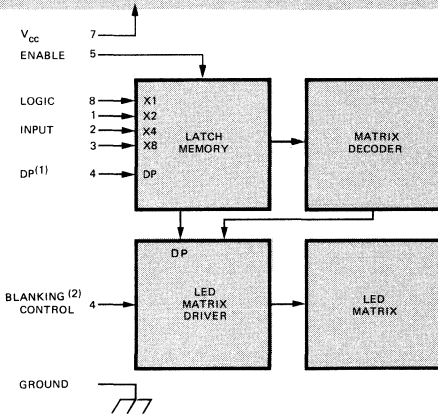 Vcc 7
ENABLE 5
LOGIC 8 X1
1 X2
INPUT 2 X4
3 X8
DP(1) 4 DP
LATCH
MEMORY
MATRIX
DECODER
DP
BLANKING (2)
CONTROL 4
LED
MATRIX
DRIVER
LED
MATRIX
GROUND